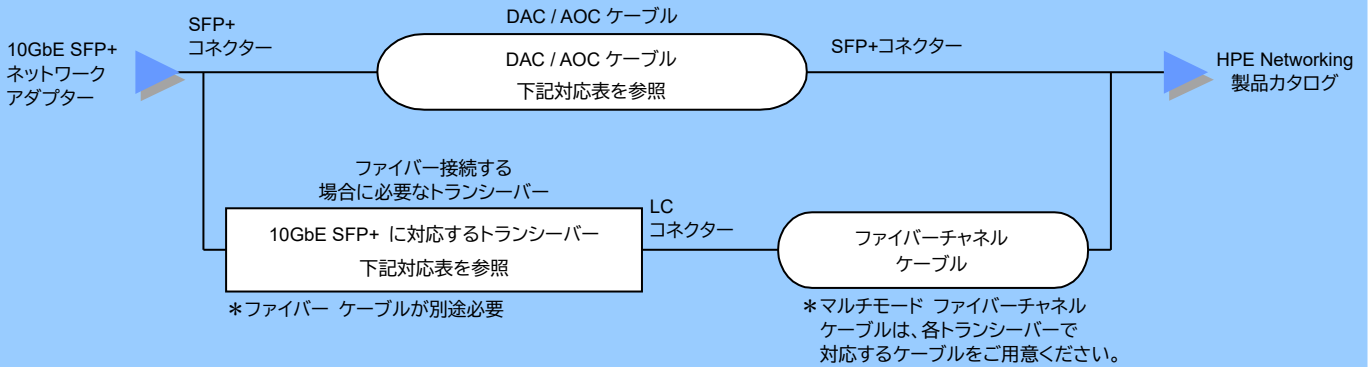 10GbE SFP+
ネットワーク
アダプター
SFP+
コネクター
DAC / AOC ケーブル
DAC / AOC ケーブル
下記対応表を参照
SFP+コネクター
HPE Networking
製品カタログ
ファイバー接続する
場合に必要なトランシーバー
10GbE SFP+ に対応するトランシーバー
下記対応表を参照
LC
コネクター
ファイバーチャネル
ケーブル
＊ファイバー ケーブルが別途必要
＊マルチモード ファイバーチャネル
ケーブルは、各トランシーバーで
対応するケーブルをご用意ください。